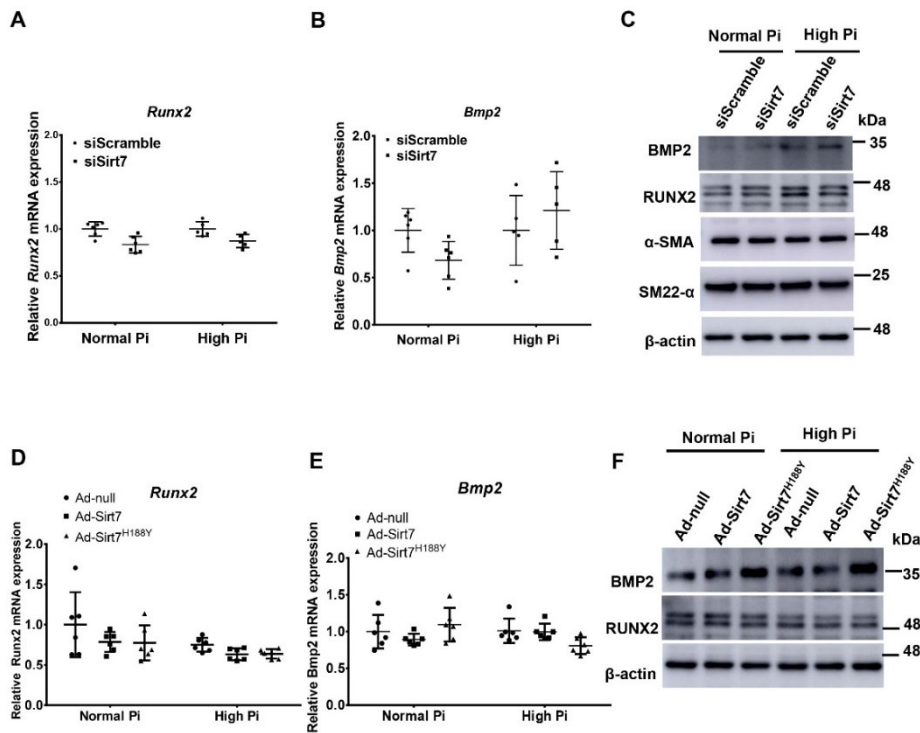 A
Runx2
Relative Runx2 mRNA expression
siScramble
siSirt7
2.0
1.5
1.0
0.5
0.0
Normal Pi
High Pi
B
Bmp2
Relative Bmp2 mRNA expression
siScramble
siSirt7
2.0
1.5
1.0
0.5
0.0
Normal Pi
High Pi
C
Normal Pi
High Pi
siScramble
siSirt7
siScramble
siSirt7
kDa
BMP2
35
RUNX2
48
α-SMA
48
SM22-α
25
β-actin
48
D
Runx2
Ad-null
Ad-Sirt7
Ad-Sirt7H188Y
Relative Runx2 mRNA expression
2.0
1.5
1.0
0.5
0.0
Normal Pi
High Pi
E
Bmp2
Ad-null
Ad-Sirt7
Ad-Sirt7H188Y
Relative Bmp2 mRNA expression
2.0
1.5
1.0
0.5
0.0
Normal Pi
High Pi
F
Normal Pi
High Pi
Ad-null
Ad-Sirt7
Ad-Sirt7H188Y
Ad-null
Ad-Sirt7
Ad-Sirt7H188Y
kDa
BMP2
35
RUNX2
48
48
β-actin